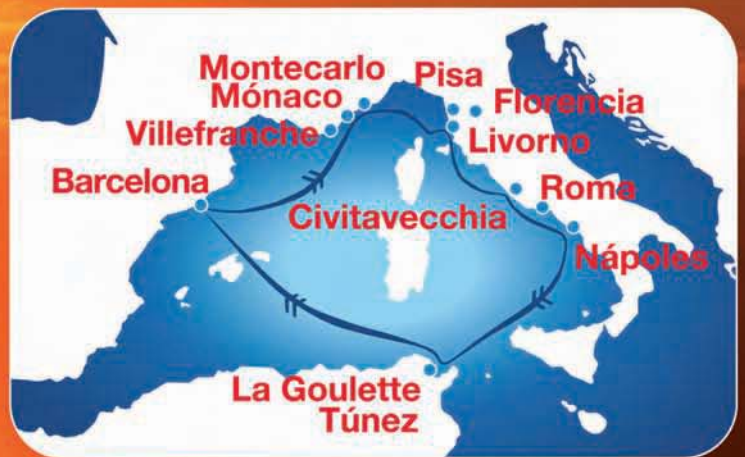 Montecarlo
Mónaco
Pisa
Florencia
Villefranche
Livorno
Barcelona
Roma
Civitavecchia
Nápoles
La Goulette
Túnez